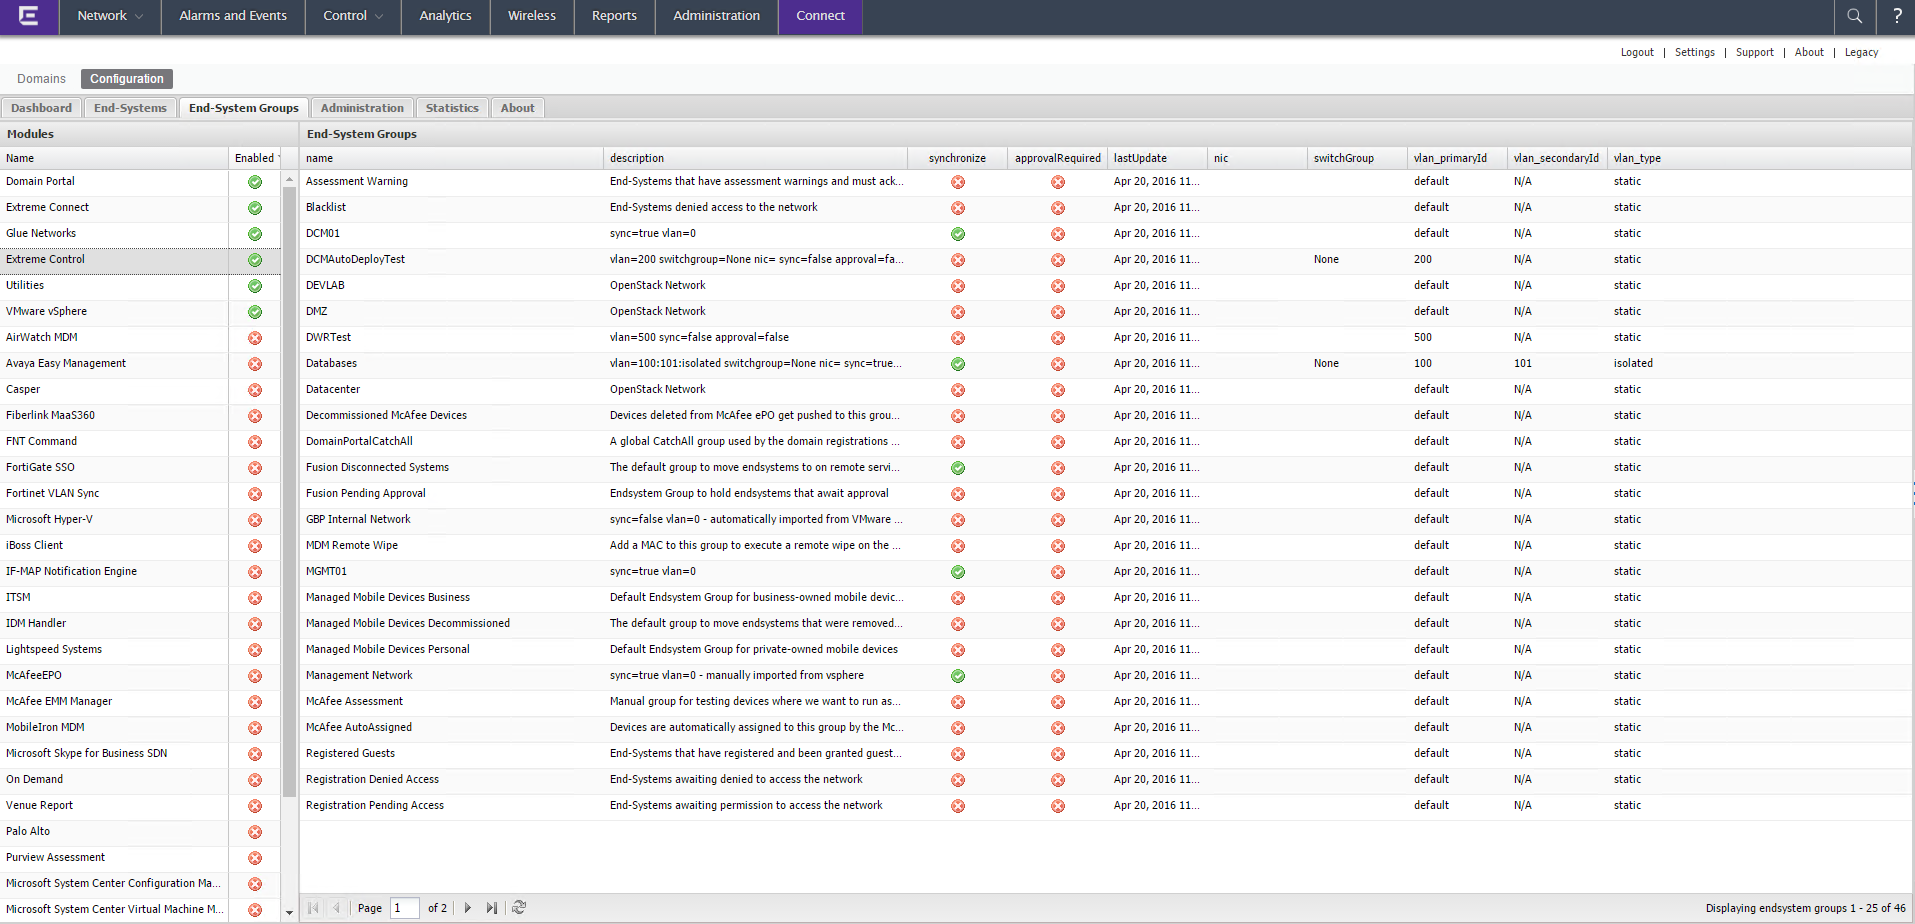 Network Alarms and Events Control Analytics Wireless Reports Administration Connect ?
Logout | Settings | Support | About | Legacy
Domains Configuration
Dashboard End-Systems End-System Groups Administration Statistics About
Modules
Name Enabled
Domain Portal
Extreme Connect
Glue Networks
Extreme Control
Utilities
VMware vSphere
AirWatch MDM
Avaya Easy Management
Casper
Fiberlink MaaS360
FNT Command
FortiGate SSO
Fortinet VLAN Sync
Microsoft Hyper-V
iBoss Client
IF-MAP Notification Engine
ITSM
IDM Handler
Lightspeed Systems
McAfeeEPO
McAfee EMM Manager
MobileIron MDM
Microsoft Skype for Business SDN
On Demand
Venue Report
Palo Alto
Purview Assessment
Microsoft System Center Configuration Ma...
Microsoft System Center Virtual Machine M...
End-System Groups
name description synchronize approvalRequired lastUpdate nic switchGroup vlan_primaryId vlan_secondaryId vlan_type
Assessment Warning End-Systems that have assessment warnings and must ack... Apr 20, 2016 11... default N/A static
Blacklist End-Systems denied access to the network Apr 20, 2016 11... default N/A static
DCM01 sync=true vlan=0 Apr 20, 2016 11... default N/A static
DCMAutoDeployTest vlan=200 switchgroup=None nic= sync=false approval=fa... Apr 20, 2016 11... None 200 N/A static
DEVLAB OpenStack Network Apr 20, 2016 11... default N/A static
DMZ OpenStack Network Apr 20, 2016 11... default N/A static
DWRTest vlan=500 sync=false approval=false Apr 20, 2016 11... 500 N/A static
Databases vlan=100:101:isolated switchgroup=None nic= sync=true... Apr 20, 2016 11... None 100 101 isolated
Datacenter OpenStack Network Apr 20, 2016 11... default N/A static
Decommissioned McAfee Devices Devices deleted from McAfee ePO get pushed to this grou... Apr 20, 2016 11... default N/A static
DomainPortalCatchAll A global CatchAll group used by the domain registrations ... Apr 20, 2016 11... default N/A static
Fusion Disconnected Systems The default group to move endsystems to on remote servi... Apr 20, 2016 11... default N/A static
Fusion Pending Approval Endsystem Group to hold endsystems that await approval Apr 20, 2016 11... default N/A static
GBP Internal Network sync=false vlan=0 - automatically imported from VMware ... Apr 20, 2016 11... default N/A static
MDM Remote Wipe Add a MAC to this group to execute a remote wipe on the ... Apr 20, 2016 11... default N/A static
MGMT01 sync=true vlan=0 Apr 20, 2016 11... default N/A static
Managed Mobile Devices Business Default Endsystem Group for business-owned mobile devic... Apr 20, 2016 11... default N/A static
Managed Mobile Devices Decommissioned The default group to move endsystems that were removed... Apr 20, 2016 11... default N/A static
Managed Mobile Devices Personal Default Endsystem Group for private-owned mobile devices Apr 20, 2016 11... default N/A static
Management Network sync=true vlan=0 - manually imported from vsphere Apr 20, 2016 11... default N/A static
McAfee Assessment Manual group for testing devices where we want to run as... Apr 20, 2016 11... default N/A static
McAfee AutoAssigned Devices are automatically assigned to this group by the Mc... Apr 20, 2016 11... default N/A static
Registered Guests End-Systems that have registered and been granted guest... Apr 20, 2016 11... default N/A static
Registration Denied Access End-Systems awaiting denied to access the network Apr 20, 2016 11... default N/A static
Registration Pending Access End-Systems awaiting permission to access the network Apr 20, 2016 11... default N/A static
Page 1 of 2 Displaying endsystem groups 1 - 25 of 46